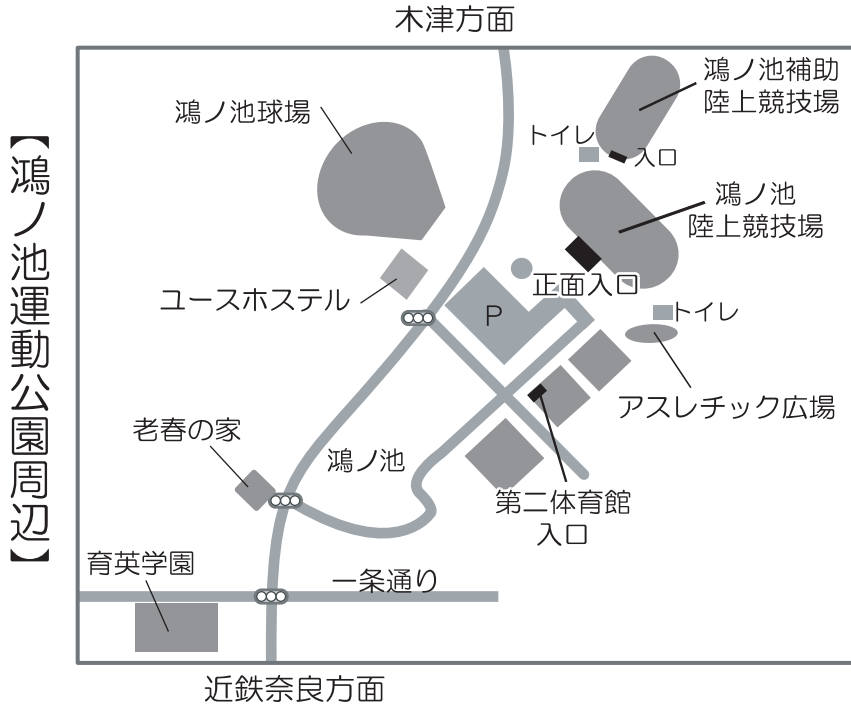 木津方面
【鴻ノ池運動公園周辺】
鴻ノ池球場
鴻ノ池補助
陸上競技場
トイレ
入口
鴻ノ池
陸上競技場
正面入口
ユースホステル
P
トイレ
アスレチック広場
老春の家
鴻ノ池
第二体育館
入口
育英学園
一条通り
近鉄奈良方面